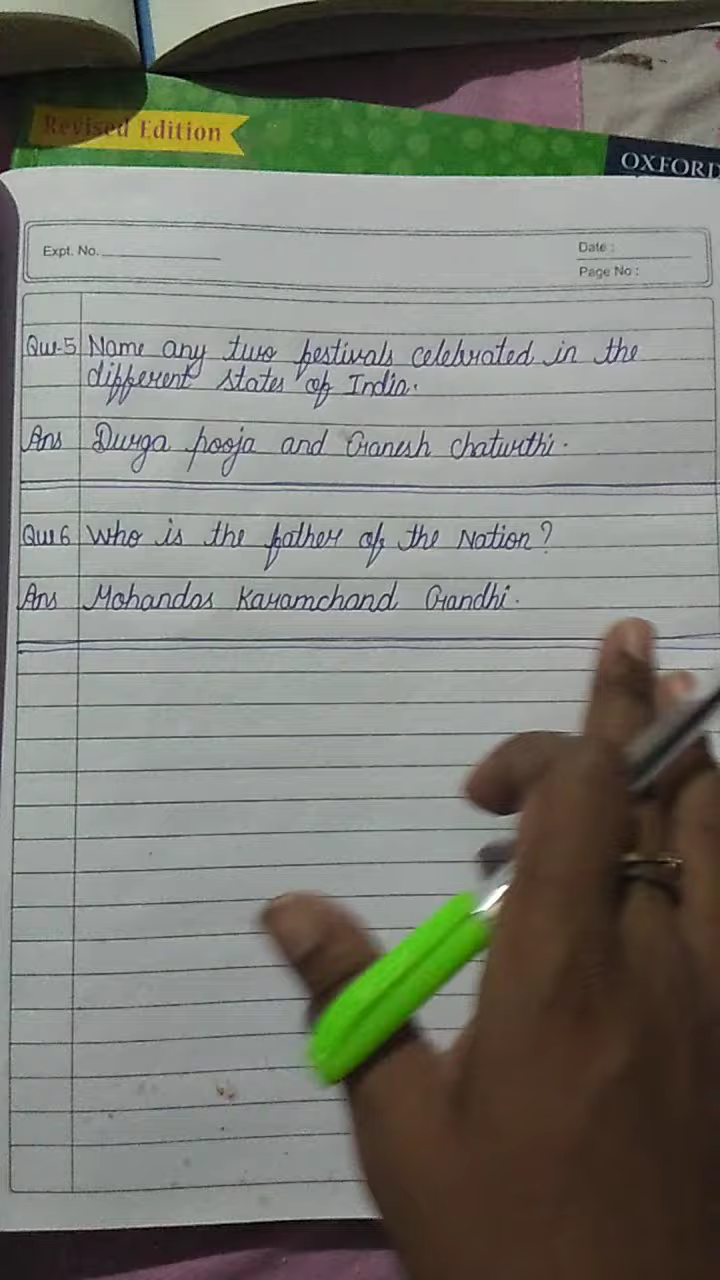 Revised Edition
OXFORD
Expt. No.
Date :
Page No :
Que-5 Name any two festivals celebrated in the
different states of India.
Ans Durga pooja and Ganesh chaturthi.
Que 6 Who is the father of the Nation?
Ans Mohandas Karamchand Gandhi.